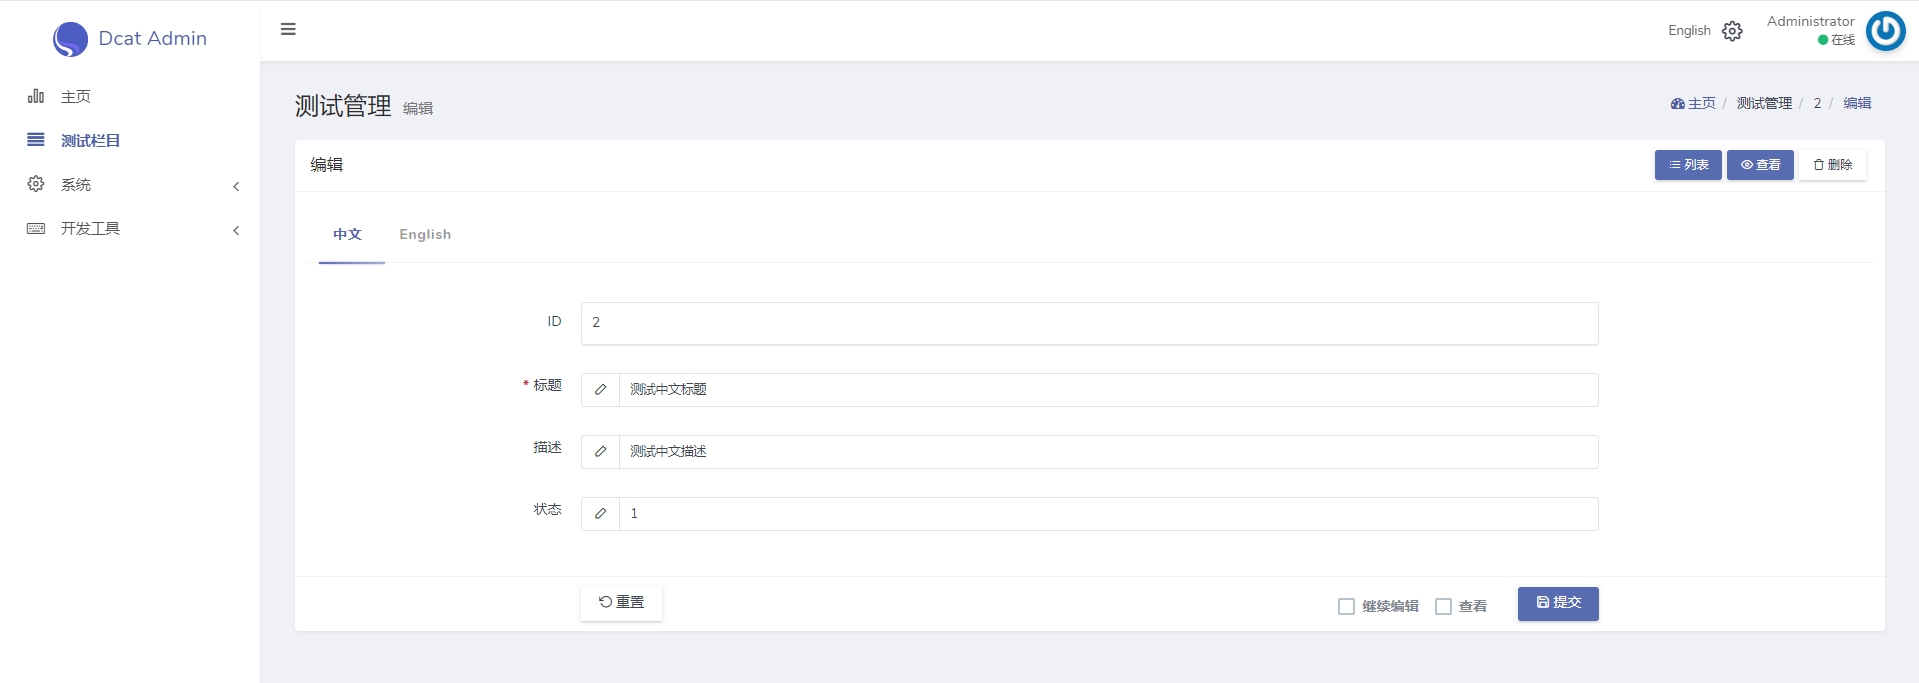 Dcat Admin
English
Administrator
在线
主页
测试栏目
系统
开发工具
测试管理 编辑
主页 / 测试管理 / 2 / 编辑
编辑
列表 查看 删除
中文 English
ID 2
* 标题 测试中文标题
描述 测试中文描述
状态 1
重置 继续编辑 查看 提交